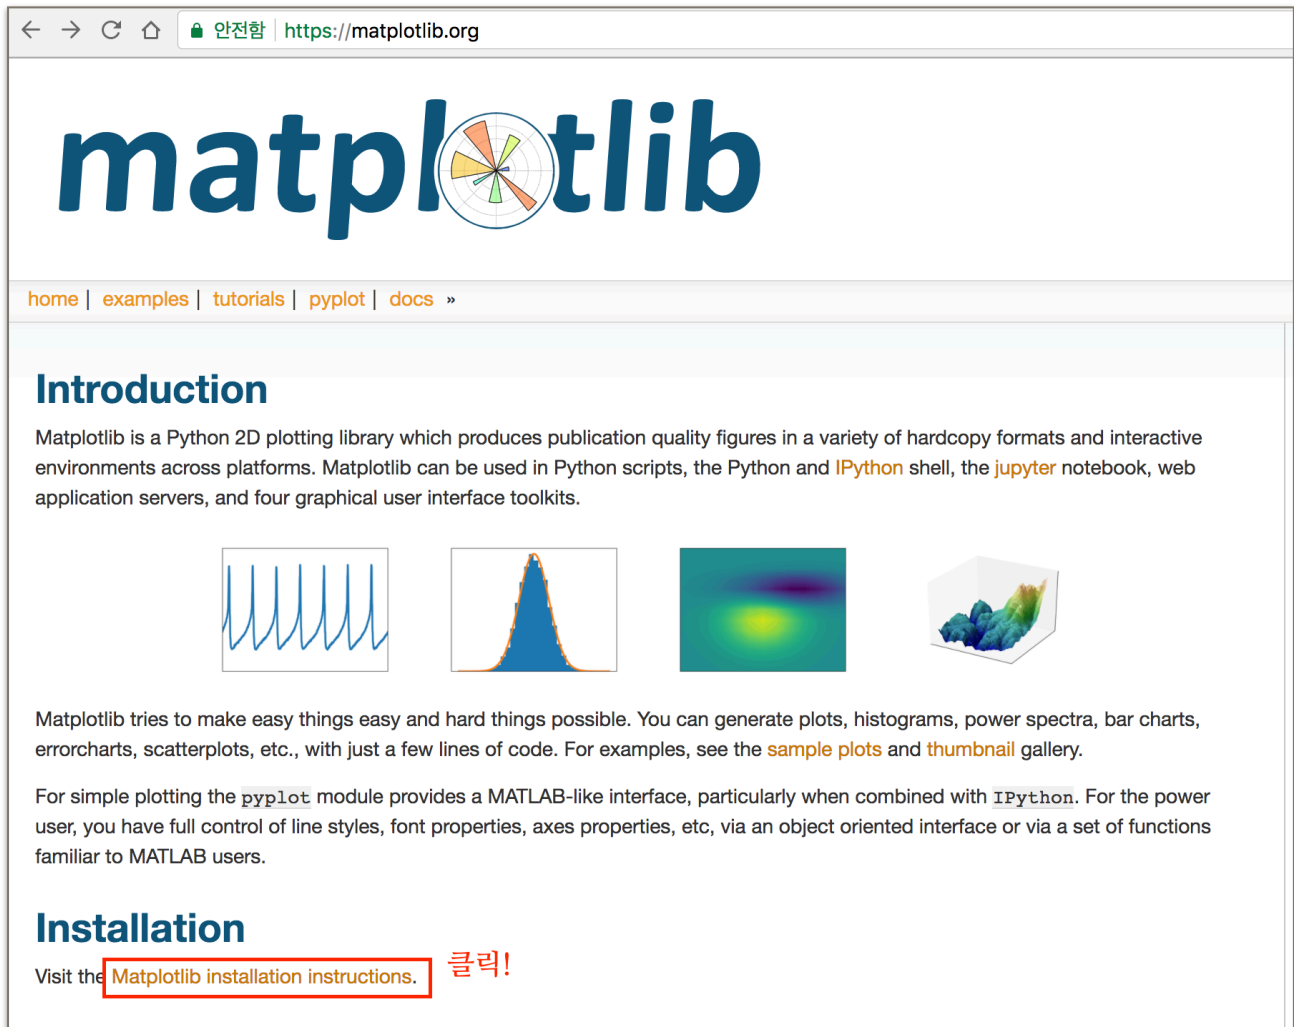 안전함 https://matplotlib.org
matplotlib
home | examples | tutorials | pyplot | docs »
Introduction
Matplotlib is a Python 2D plotting library which produces publication quality figures in a variety of hardcopy formats and interactive
environments across platforms. Matplotlib can be used in Python scripts, the Python and IPython shell, the jupyter notebook, web
application servers, and four graphical user interface toolkits.
Matplotlib tries to make easy things easy and hard things possible. You can generate plots, histograms, power spectra, bar charts,
errorcharts, scatterplots, etc., with just a few lines of code. For examples, see the sample plots and thumbnail gallery.
For simple plotting the pyplot module provides a MATLAB-like interface, particularly when combined with IPython. For the power
user, you have full control of line styles, font properties, axes properties, etc, via an object oriented interface or via a set of functions
familiar to MATLAB users.
Installation
Visit the Matplotlib installation instructions. 클릭!